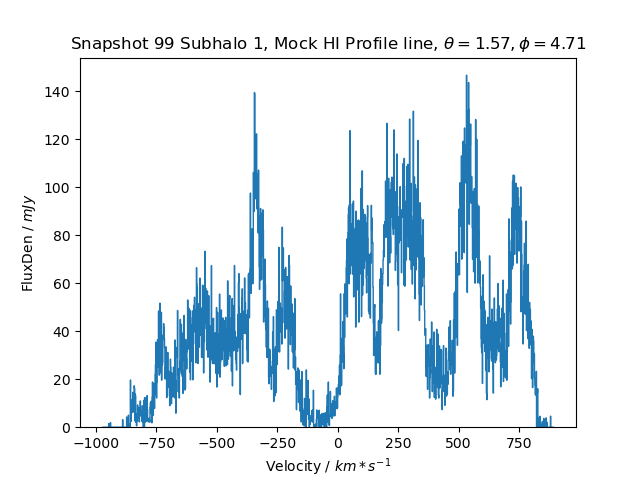 Snapshot 99 Subhalo 1, Mock HI Profile line, θ = 1.57, ϕ = 4.71
FluxDen / mJy
140
120
100
80
60
40
20
0
−1000 −750 −500 −250 0 250 500 750
Velocity / km * s⁻¹